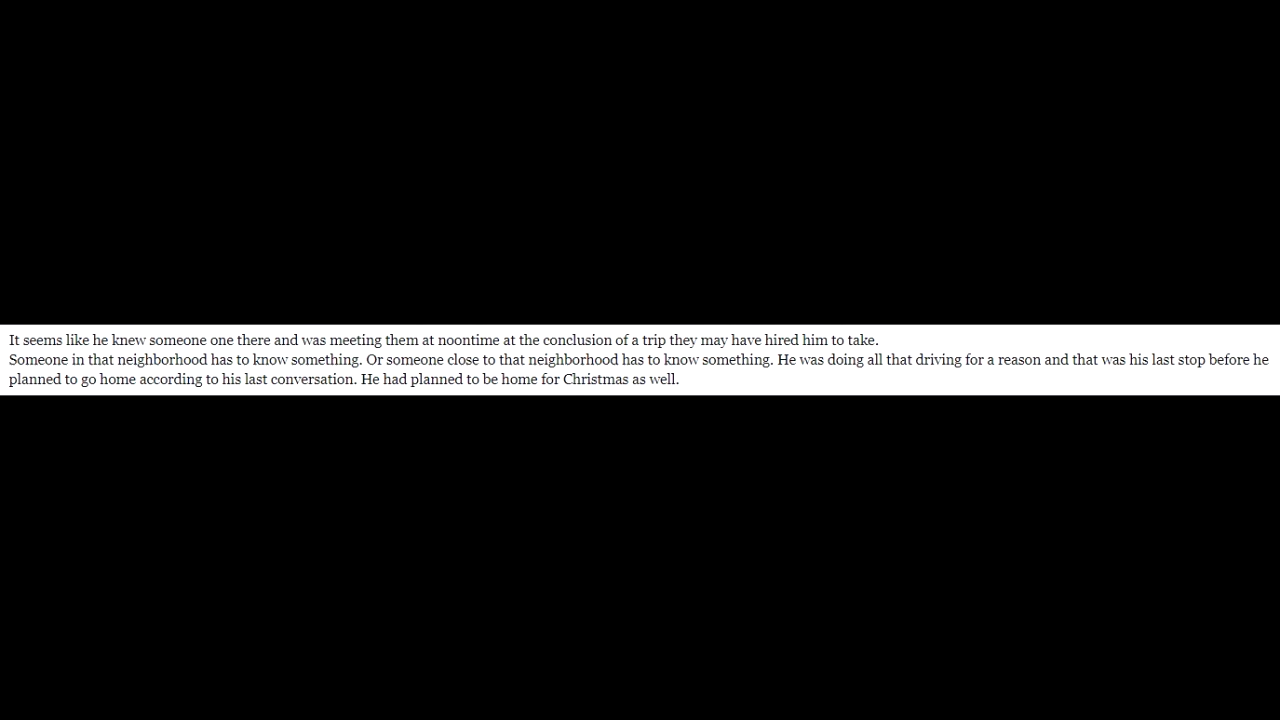 It seems like he knew someone one there and was meeting them at noontime at the conclusion of a trip they may have hired him to take.
Someone in that neighborhood has to know something. Or someone close to that neighborhood has to know something. He was doing all that driving for a reason and that was his last stop before he
planned to go home according to his last conversation. He had planned to be home for Christmas as well.